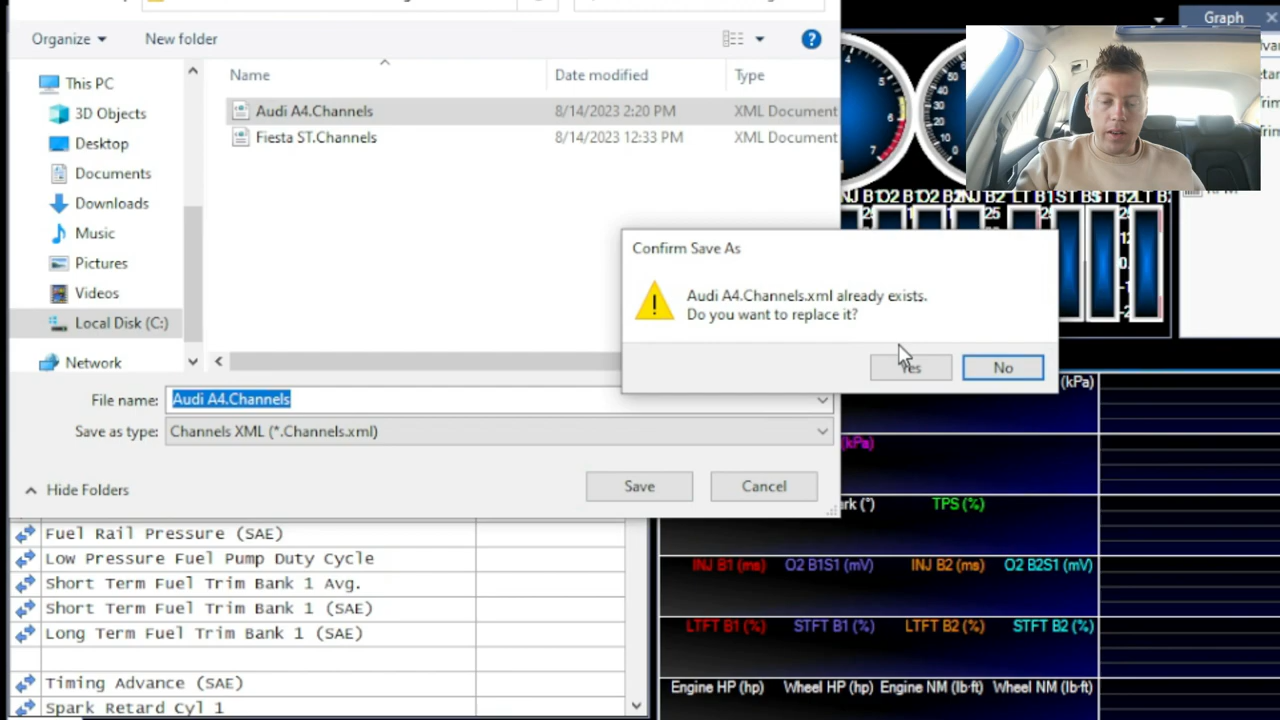 Graph
Organize
New folder
Name
Date modified
Type
This PC
3D Objects
Desktop
Documents
Downloads
Music
Pictures
Videos
Local Disk (C:)
Network
Audi A4.Channels
8/14/2023 2:20 PM
XML Document
Fiesta ST.Channels
8/14/2023 12:33 PM
XML Document
Confirm Save As
Audi A4.Channels.xml already exists.
Do you want to replace it?
Yes
No
File name:
Audi A4.Channels
Save as type:
Channels XML (*.Channels.xml)
Hide Folders
Save
Cancel
Fuel Rail Pressure (SAE)
Low Pressure Fuel Pump Duty Cycle
Short Term Fuel Trim Bank 1 Avg.
Short Term Fuel Trim Bank 1 (SAE)
Long Term Fuel Trim Bank 1 (SAE)
Timing Advance (SAE)
Spark Retard Cyl 1
(kPa)
(kPa)
TPS (%)
INJ B1 (ms) O2 B1S1 (mV) INJ B2 (ms) O2 B2S1 (mV)
LTFT B1 (%) STFT B1 (%) LTFT B2 (%) STFT B2 (%)
Engine HP (hp) Wheel HP (hp) Engine NM (lb·ft) Wheel NM (lb·ft)